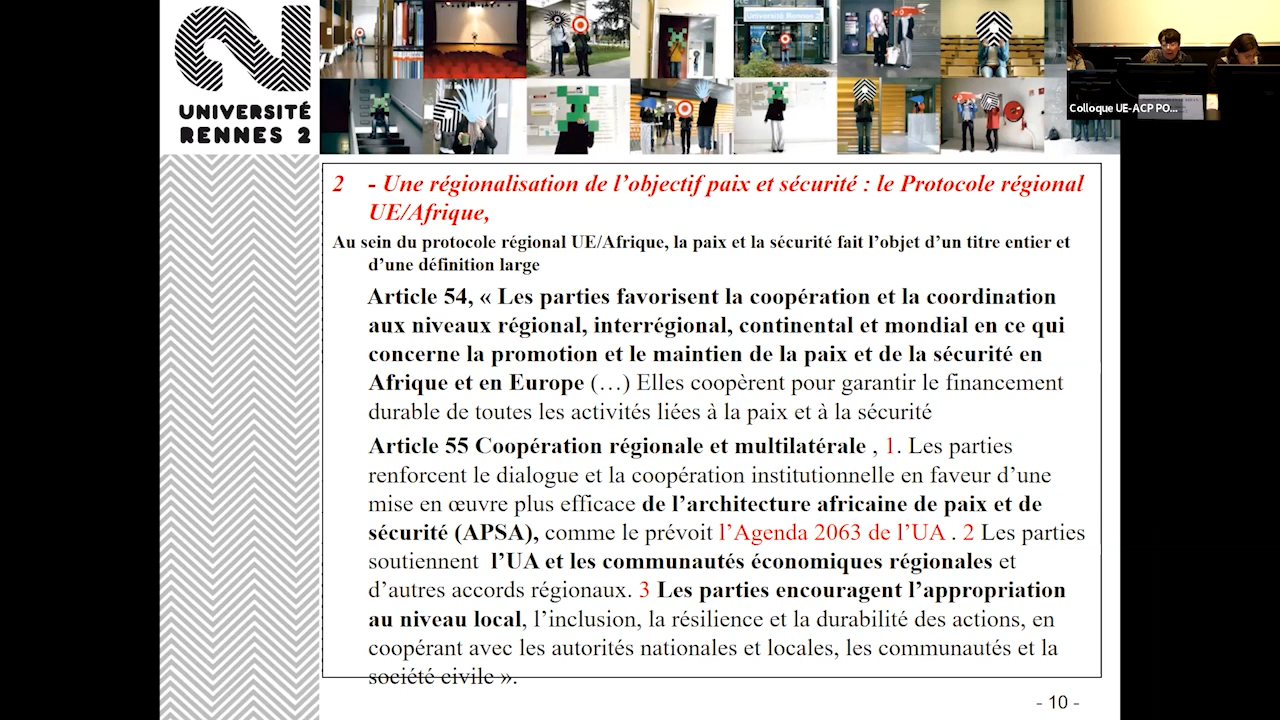 UNIVERSITÉ
RENNES 2
Colloque UE-ACP PO...
2 - Une régionalisation de l’objectif paix et sécurité : le Protocole régional
UE/Afrique,
Au sein du protocole régional UE/Afrique, la paix et la sécurité fait l’objet d’un titre entier et
d’une définition large
Article 54, « Les parties favorisent la coopération et la coordination
aux niveaux régional, interrégional, continental et mondial en ce qui
concerne la promotion et le maintien de la paix et de la sécurité en
Afrique et en Europe (…) Elles coopèrent pour garantir le financement
durable de toutes les activités liées à la paix et à la sécurité
Article 55 Coopération régionale et multilatérale , 1. Les parties
renforcent le dialogue et la coopération institutionnelle en faveur d’une
mise en œuvre plus efficace de l’architecture africaine de paix et de
sécurité (APSA), comme le prévoit l’Agenda 2063 de l’UA . 2 Les parties
soutiennent l’UA et les communautés économiques régionales et
d’autres accords régionaux. 3 Les parties encouragent l’appropriation
au niveau local, l’inclusion, la résilience et la durabilité des actions, en
coopérant avec les autorités nationales et locales, les communautés et la
société civile ».
- 10 -